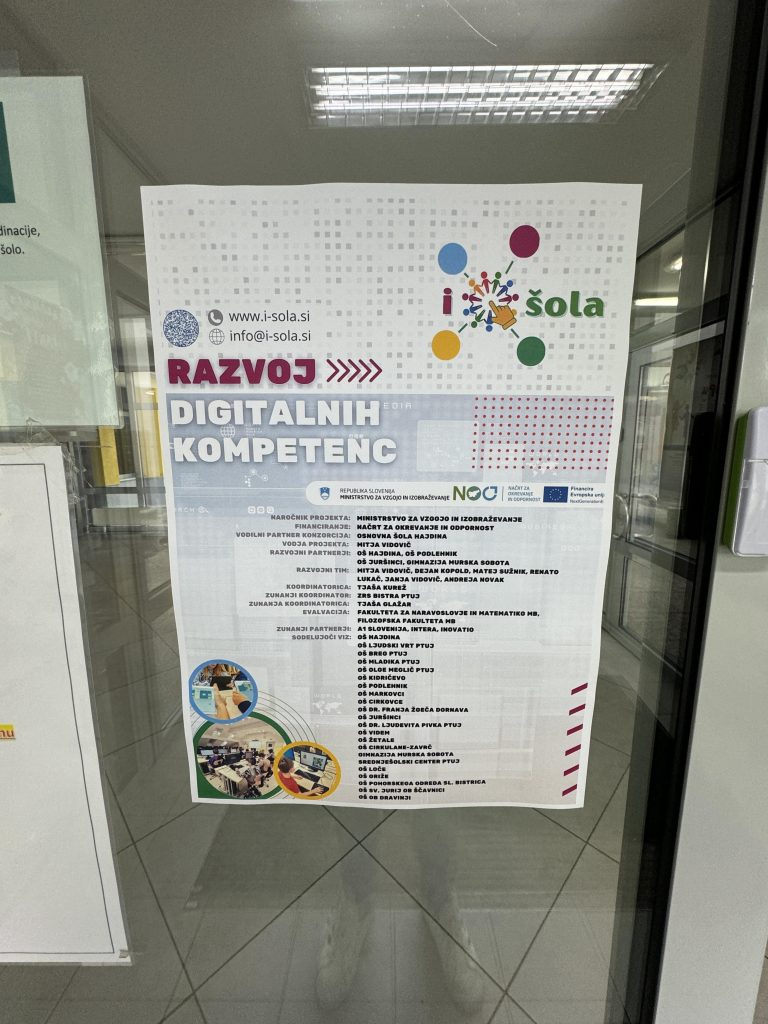 dinacije,
šolo.
nu
i šola
www.i-sola.si
info@i-sola.si
RAZVOJ >>>>>
DIGITALNIH
KOMPETENC
REPUBLIKA SLOVENIJA
MINISTRSTVO ZA VZGOJO IN IZOBRAŽEVANJE
NOO
NAČRT ZA
OKREVANJE
IN ODPORNOST
Financira
Evropska unija
NextGenerationEU
NAROČNIK PROJEKTA: MINISTRSTVO ZA VZGOJO IN IZOBRAŽEVANJE
FINANCIRANJE: NAČRT ZA OKREVANJE IN ODPORNOST
VODILNI PARTNER KONZORCIJA: OSNOVNA ŠOLA HAJDINA
VODJA PROJEKTA: MITJA VIDOVIČ
RAZVOJNI PARTNERJI: OŠ HAJDINA, OŠ PODLEHNIK
OŠ JURŠINCI, GIMNAZIJA MURSKA SOBOTA
RAZVOJNI TIM: MITJA VIDOVIČ, DEJAN KOPOLD, MATEJ SUŽNIK, RENATO
LUKAČ, JANJA VIDOVIČ, ANDREJA NOVAK
KOORDINATORICA: TJAŠA KUREŽ
ZUNANJI KOORDINATOR: ZRS BISTRA PTUJ
ZUNANJA KOORDINATORICA: TJAŠA GLAŽAR
EVALVACIJA: FAKULTETA ZA NARAVOSLOVJE IN MATEMATIKO MB,
FILOZOFSKA FAKULTETA MB
ZUNANJI PARTNERJI: A1 SLOVENIJA, INTERA, INOVATIO
SODELUJOČI VIZ: OŠ HAJDINA
OŠ LJUDSKI VRT PTUJ
OŠ BREG PTUJ
OŠ MLADIKA PTUJ
OŠ OLGE MEGLIČ PTUJ
OŠ KIDRIČEVO
OŠ PODLEHNIK
OŠ MARKOVCI
OŠ CIRKOVCE
OŠ DR. FRANJA ŽGEČA DORNAVA
OŠ JURŠINCI
OŠ DR. LJUDEVITA PIVKA PTUJ
OŠ VIDEM
OŠ ŽETALE
OŠ CIRKULANE-ZAVRČ
GIMNAZIJA MURSKA SOBOTA
SREDNJEŠOLSKI CENTER PTUJ
OŠ LOČE
OŠ GRIŽE
OŠ POHORSKEGA ODREDA SL. BISTRICA
OŠ SV. JURIJ OB ŠČAVNICI
OŠ OB DRAVINJI